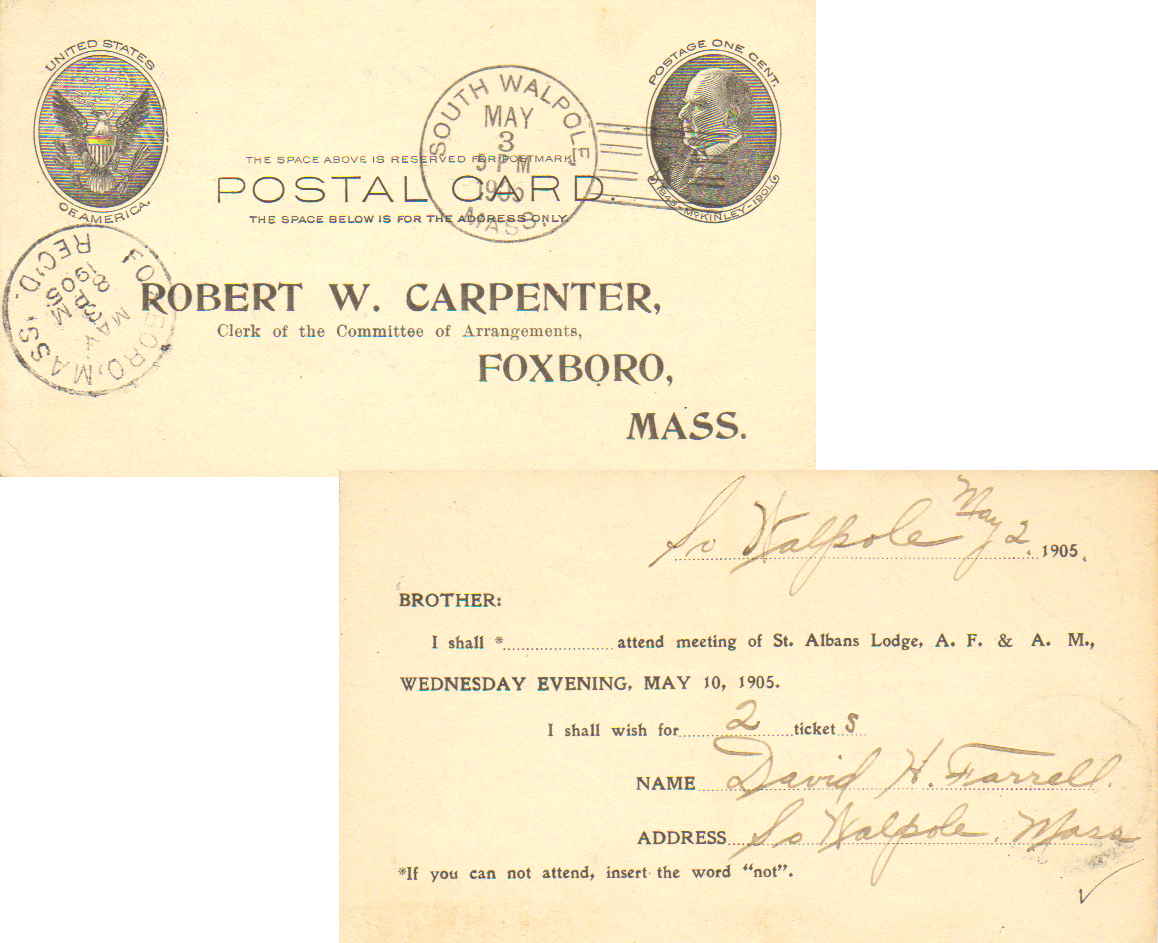 UNITED STATES
OF AMERICA.
POSTAGE ONE CENT.
1843-McKINLEY-1901
SOUTH WALPOLE
MAY
3
5 PM
1905
MASS.
THE SPACE ABOVE IS RESERVED FOR POSTMARK
POSTAL CARD.
THE SPACE BELOW IS FOR THE ADDRESS ONLY.
FOXBORO, MASS.
REC'D.
MAY
ROBERT W. CARPENTER,
Clerk of the Committee of Arrangements,
FOXBORO,
MASS.
So Walpole May 2, 1905.
BROTHER:
I shall *........ attend meeting of St. Albans Lodge, A. F. & A. M.,
WEDNESDAY EVENING, MAY 10, 1905.
I shall wish for 2 ticket s
NAME David H. Farrell.
ADDRESS So Walpole, Mass
*If you can not attend, insert the word "not".